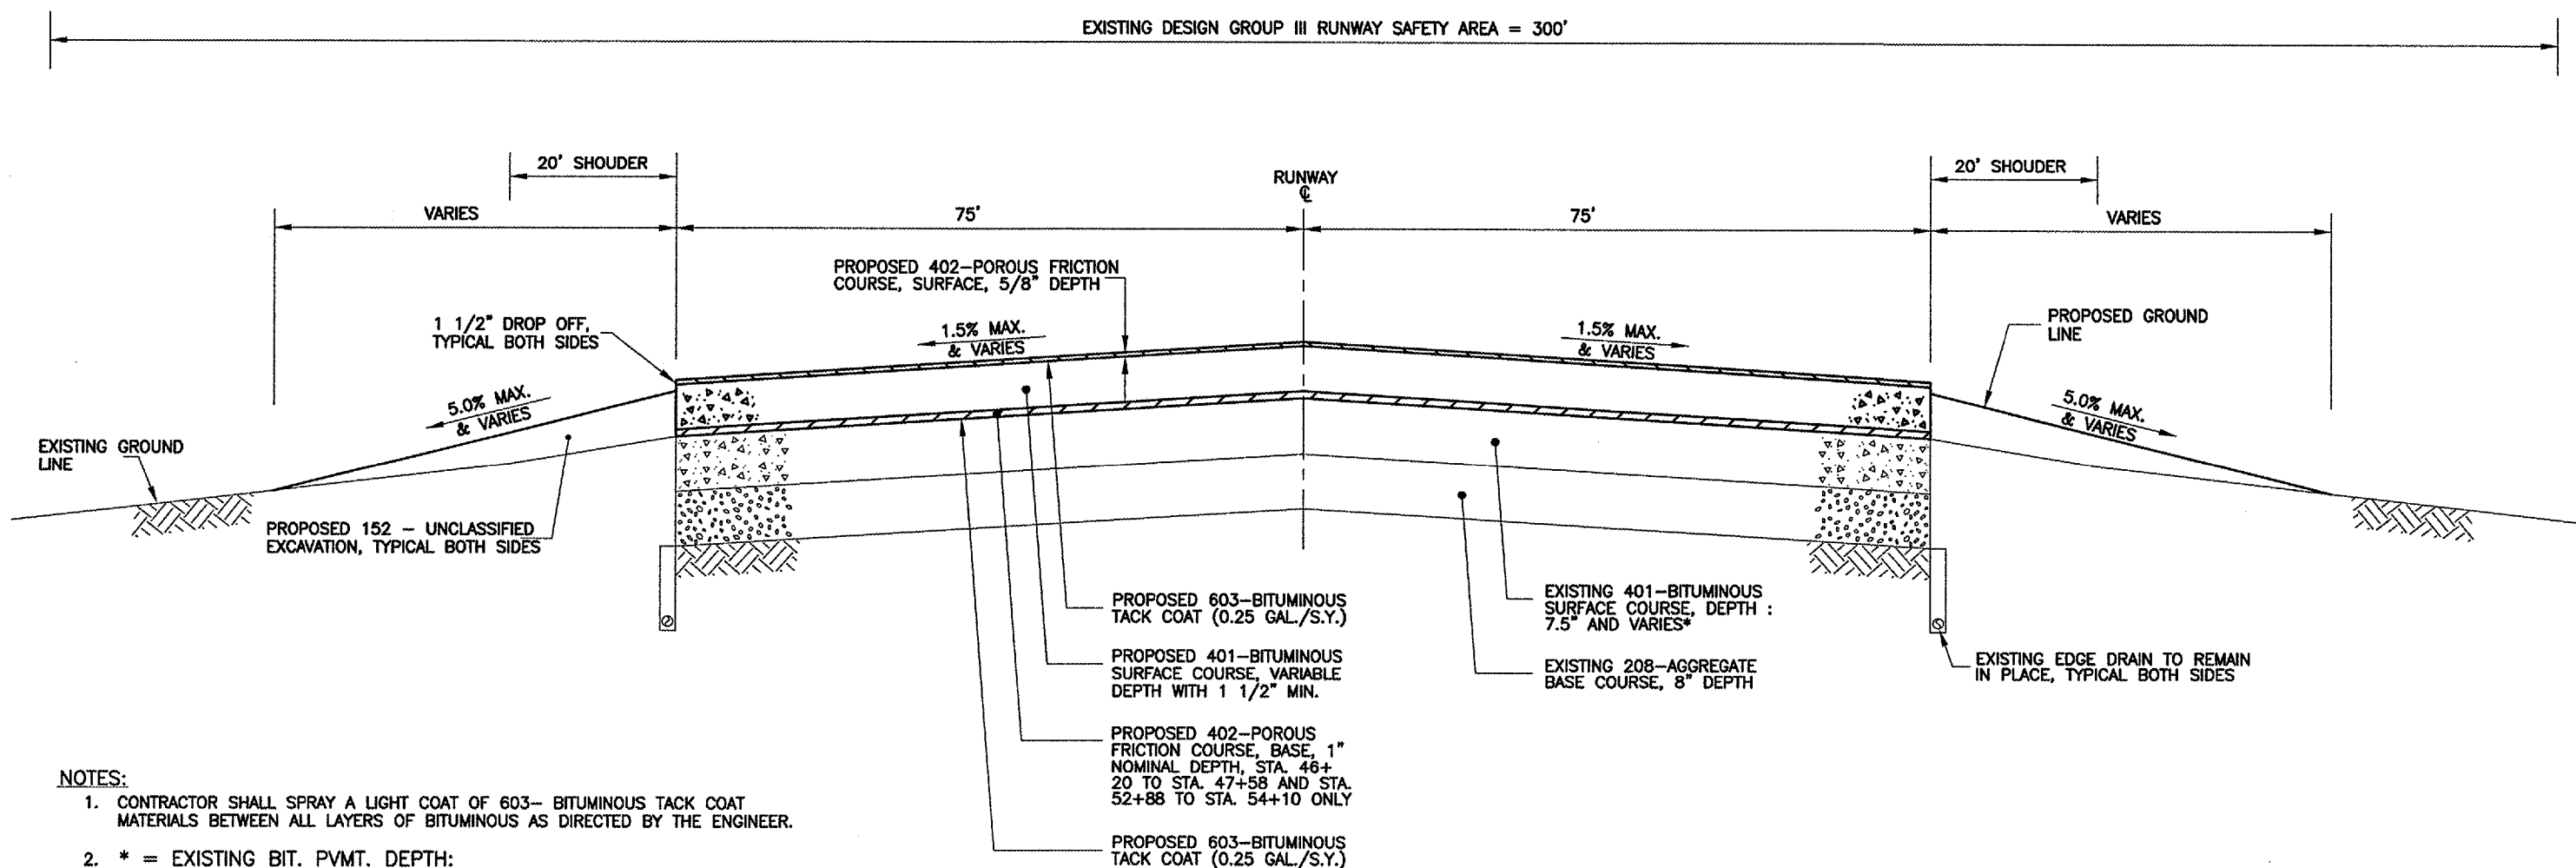 EXISTING DESIGN GROUP III RUNWAY SAFETY AREA = 300'
20' SHOUDER
20' SHOUDER
RUNWAY
℄
VARIES
75'
75'
VARIES
PROPOSED 402-POROUS FRICTION
COURSE, SURFACE, 5/8" DEPTH
1 1/2" DROP OFF,
TYPICAL BOTH SIDES
1.5% MAX.
& VARIES
1.5% MAX.
& VARIES
PROPOSED GROUND
LINE
5.0% MAX.
& VARIES
5.0% MAX.
& VARIES
EXISTING GROUND
LINE
PROPOSED 152 - UNCLASSIFIED
EXCAVATION, TYPICAL BOTH SIDES
PROPOSED 603-BITUMINOUS
TACK COAT (0.25 GAL./S.Y.)
EXISTING 401-BITUMINOUS
SURFACE COURSE, DEPTH :
7.5" AND VARIES*
PROPOSED 401-BITUMINOUS
SURFACE COURSE, VARIABLE
DEPTH WITH 1 1/2" MIN.
EXISTING 208-AGGREGATE
BASE COURSE, 8" DEPTH
EXISTING EDGE DRAIN TO REMAIN
IN PLACE, TYPICAL BOTH SIDES
PROPOSED 402-POROUS
FRICTION COURSE, BASE, 1"
NOMINAL DEPTH, STA. 46+
20 TO STA. 47+58 AND STA.
52+88 TO STA. 54+10 ONLY
PROPOSED 603-BITUMINOUS
TACK COAT (0.25 GAL./S.Y.)
NOTES:
1. CONTRACTOR SHALL SPRAY A LIGHT COAT OF 603- BITUMINOUS TACK COAT
MATERIALS BETWEEN ALL LAYERS OF BITUMINOUS AS DIRECTED BY THE ENGINEER.
2. * = EXISTING BIT. PVMT. DEPTH: